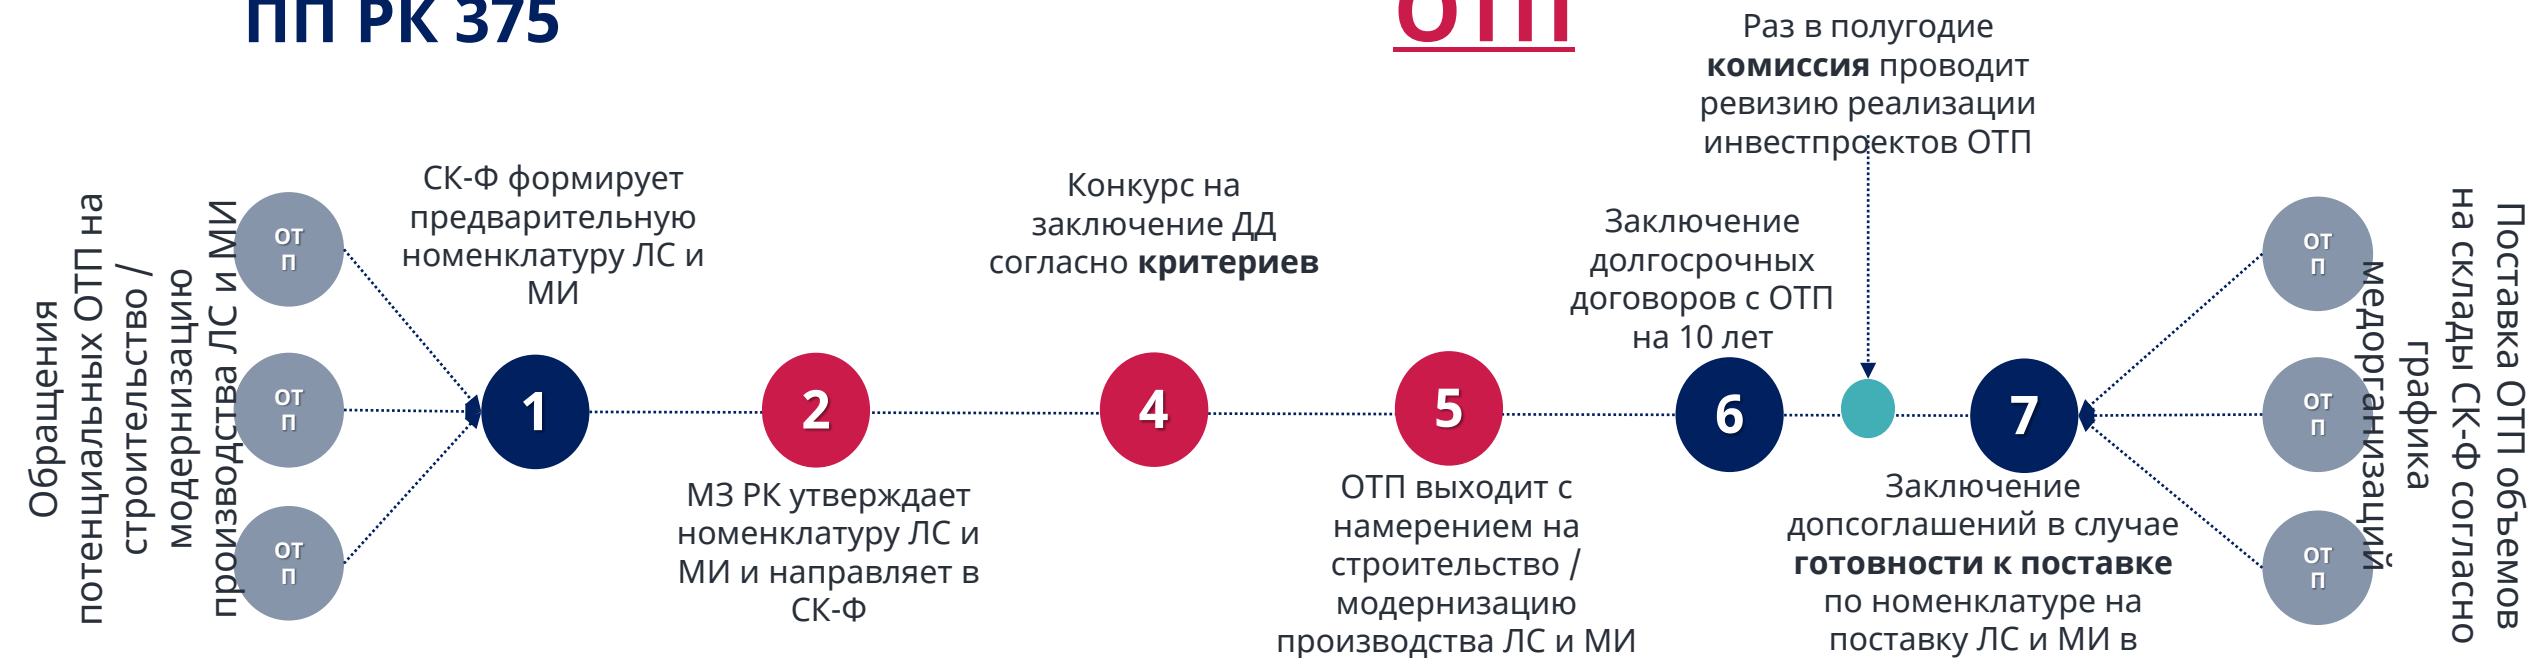 ПП РК 375
ОТП
Раз в полугодие
комиссия проводит
ревизию реализации
инвестпроектов ОТП
Обращения
потенциальных ОТП на
строительство /
модернизацию
производства ЛС и МИ
ОТ
П
ОТ
П
ОТ
П
СК-Ф формирует
предварительную
номенклатуру ЛС и
МИ
1
2
МЗ РК утверждает
номенклатуру ЛС и
МИ и направляет в
СК-Ф
Конкурс на
заключение ДД
согласно критериев
4
5
ОТП выходит с
намерением на
строительство /
модернизацию
производства ЛС и МИ
Заключение
долгосрочных
договоров с ОТП
на 10 лет
6
7
Заключение
допсоглашений в случае
готовности к поставке
по номенклатуре на
поставку ЛС и МИ в
ОТ
П
ОТ
П
ОТ
П
Поставка ОТП объемов
на склады СК-Ф согласно
графика
медорганизаций